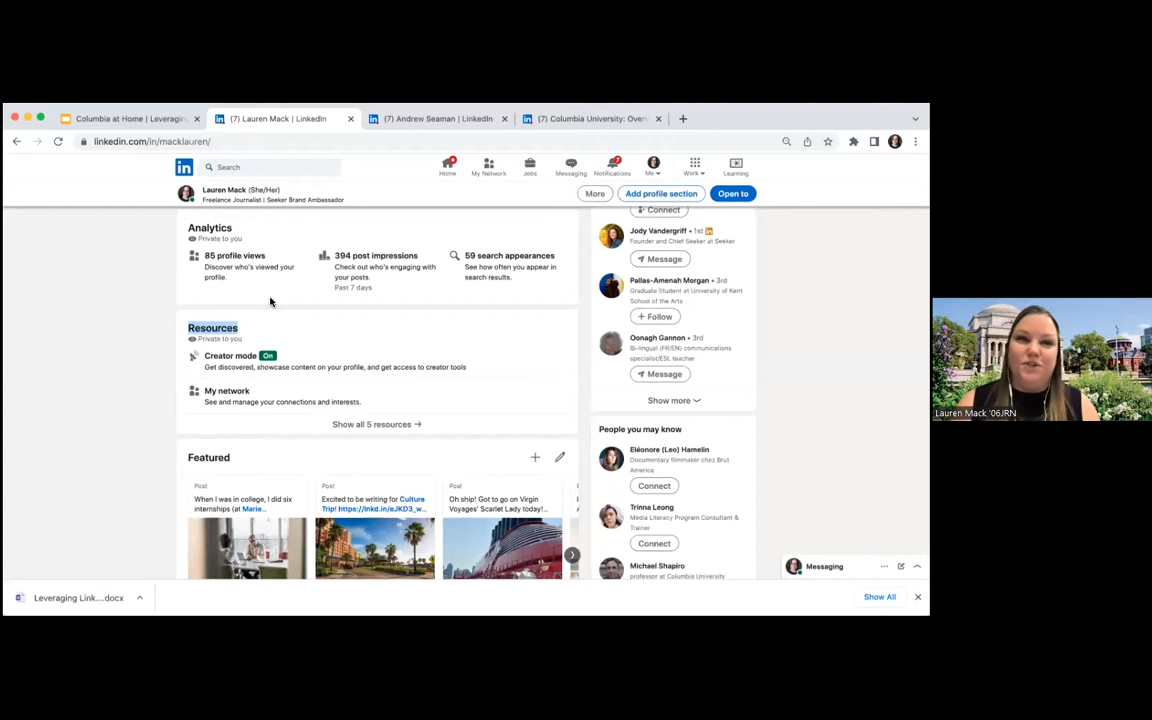 Columbia at Home | Leveragin
(7) Lauren Mack | LinkedIn
(7) Andrew Seaman | LinkedIn
(7) Columbia University: Over
linkedin.com/in/macklauren/
in
Search
Home
My Network
Jobs
Messaging
Notifications
Me
Work
Learning
Lauren Mack (She/Her)
Freelance Journalist | Seeker Brand Ambassador
More
Add profile section
Open to
Analytics
Private to you
85 profile views
Discover who's viewed your
profile.
394 post impressions
Check out who's engaging with
your posts.
Past 7 days
59 search appearances
See how often you appear in
search results.
Resources
Private to you
Creator mode On
Get discovered, showcase content on your profile, and get access to creator tools
My network
See and manage your connections and interests.
Show all 5 resources →
Featured
Post
When I was in college, I did six
internships (at Marie...
Post
Excited to be writing for Culture
Trip! https://lnkd.in/eJKD3_w...
Post
Oh ship! Got to go on Virgin
Voyages' Scarlet Lady today!...
Connect
Jody Vandergriff • 1st
Founder and Chief Seeker at Seeker
Message
Pallas-Amenah Morgan • 3rd
Graduate Student at University of Kent
School of the Arts
+ Follow
Oonagh Gannon • 3rd
Bi-lingual (FR/EN) communications
specialist/ESL teacher
Message
Show more
People you may know
Eléonore (Leo) Hamelin
Documentary filmmaker chez Brut
America
Connect
Trinna Leong
Media Literacy Program Consultant &
Trainer
Connect
Michael Shapiro
professor at Columbia University
Messaging
Leveraging Link....docx
Show All
Lauren Mack '06JRN